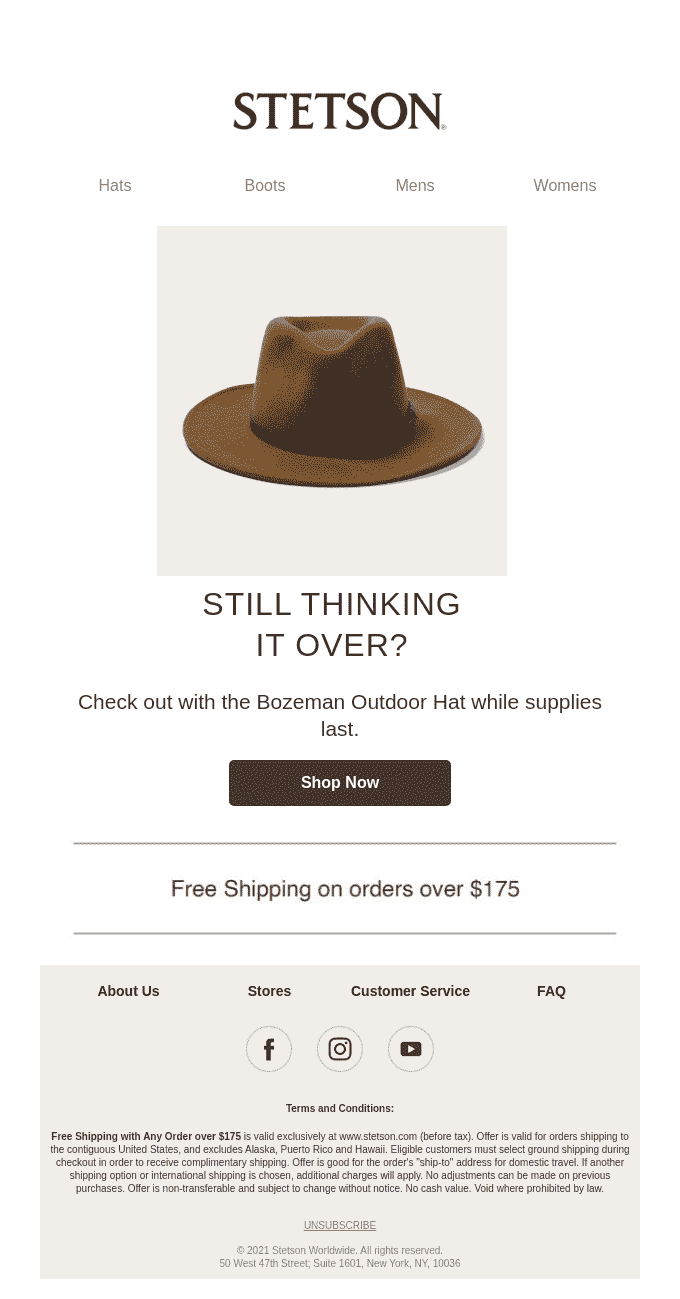 STETSON®
Hats Boots Mens Womens
STILL THINKING
IT OVER?
Check out with the Bozeman Outdoor Hat while supplies
last.
Shop Now
Free Shipping on orders over $175
About Us Stores Customer Service FAQ
Terms and Conditions:
Free Shipping with Any Order over $175 is valid exclusively at www.stetson.com (before tax). Offer is valid for orders shipping to
the contiguous United States, and excludes Alaska, Puerto Rico and Hawaii. Eligible customers must select ground shipping during
checkout in order to receive complimentary shipping. Offer is good for the order's "ship-to" address for domestic travel. If another
shipping option or international shipping is chosen, additional charges will apply. No adjustments can be made on previous
purchases. Offer is non-transferable and subject to change without notice. No cash value. Void where prohibited by law.
UNSUBSCRIBE
© 2021 Stetson Worldwide. All rights reserved.
50 West 47th Street; Suite 1601, New York, NY, 10036